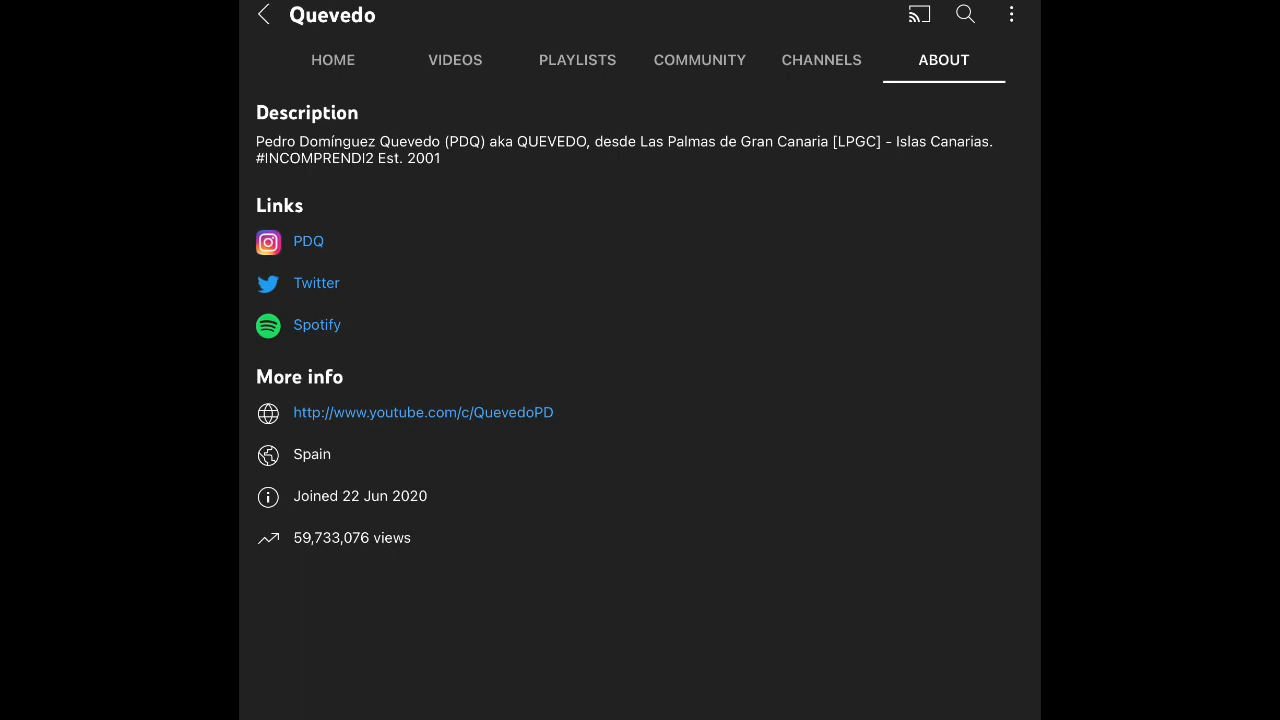 Quevedo
HOME VIDEOS PLAYLISTS COMMUNITY CHANNELS ABOUT
Description
Pedro Domínguez Quevedo (PDQ) aka QUEVEDO, desde Las Palmas de Gran Canaria [LPGC] - Islas Canarias.
#INCOMPRENDI2 Est. 2001
Links
PDQ
Twitter
Spotify
More info
http://www.youtube.com/c/QuevedoPD
Spain
Joined 22 Jun 2020
59,733,076 views